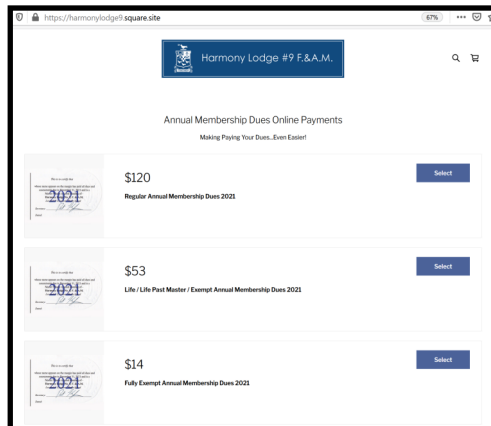 https://harmonylodge9.square.site
67%
Harmony Lodge #9 F.&A.M.
Annual Membership Dues Online Payments
Making Paying Your Dues...Even Easier!
2021
$120
Regular Annual Membership Dues 2021
Select
2021
$53
Life / Life Past Master / Exempt Annual Membership Dues 2021
Select
2021
$14
Fully Exempt Annual Membership Dues 2021
Select